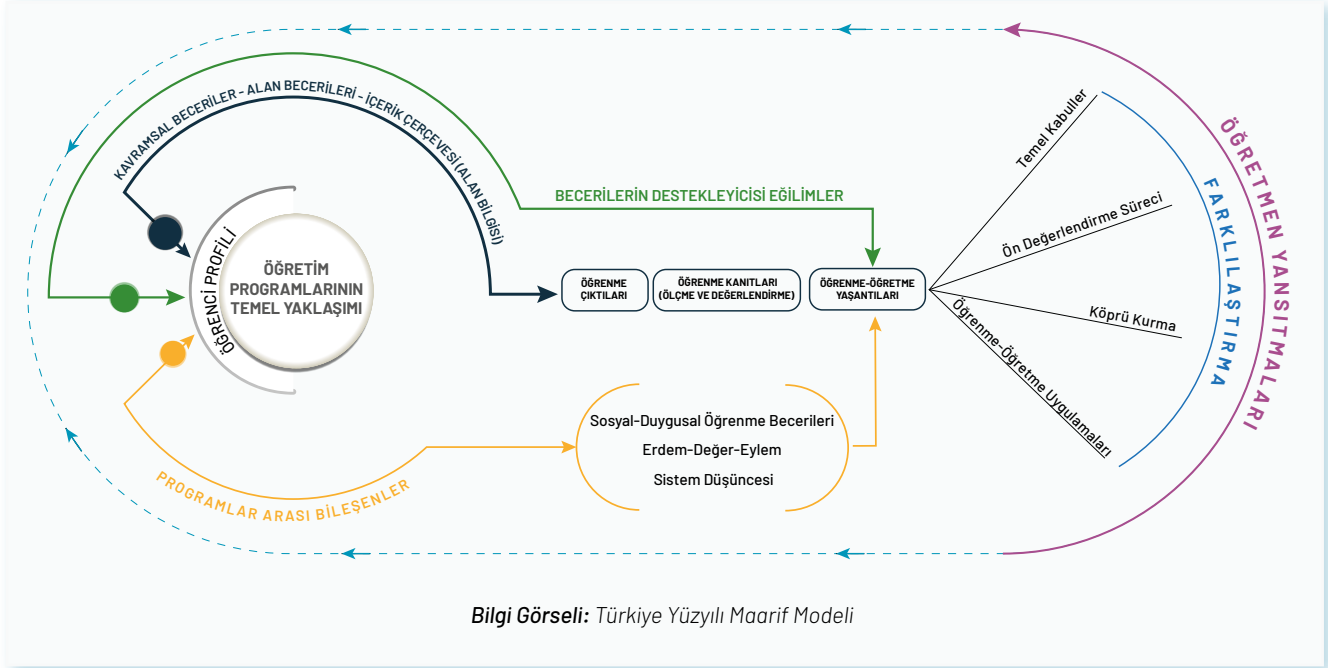 KAVRAMSAL BECERİLER - ALAN BECERİLERİ - İÇERİK ÇERÇEVESİ (ALAN BİLGİSİ)
ÖĞRENCİ PROFİLİ
ÖĞRETİM
PROGRAMLARININ
TEMEL YAKLAŞIMI
BECERİLERİN DESTEKLEYİCİSİ EĞİLİMLER
ÖĞRENME
ÇIKTILARI
ÖĞRENME KANITLARI
(ÖLÇME VE DEĞERLENDİRME)
ÖĞRENME-ÖĞRETME
YAŞANTILARI
Temel Kabuller
Ön Değerlendirme Süreci
Köprü Kurma
Öğrenme-Öğretme Uygulamaları
FARKLILAŞTIRMA
ÖĞRETMEN YANSITMALARI
PROGRAMLAR ARASI BİLEŞENLER
Sosyal-Duygusal Öğrenme Becerileri
Erdem-Değer-Eylem
Sistem Düşüncesi
Bilgi Görseli: Türkiye Yüzyılı Maarif Modeli